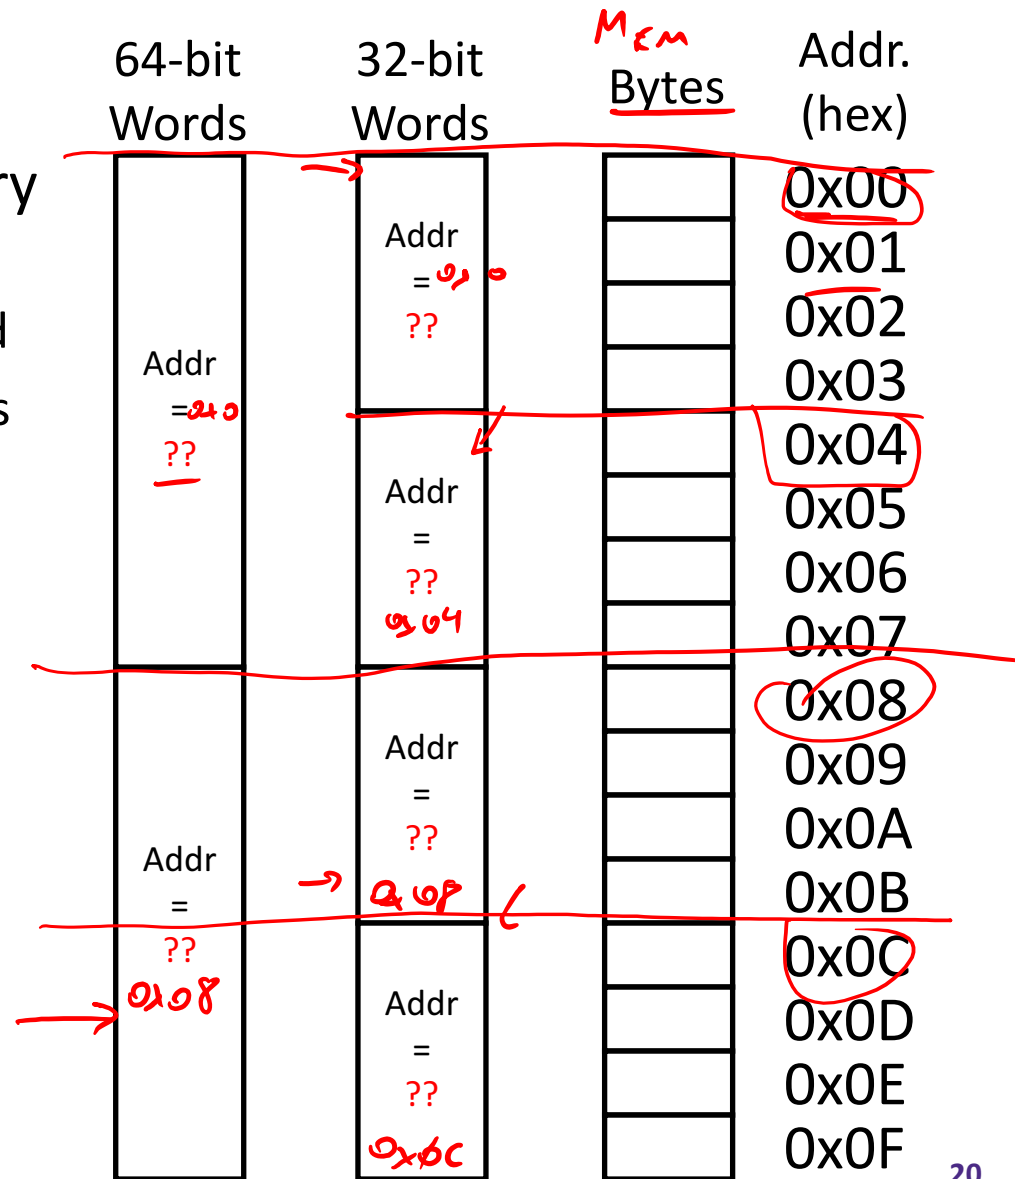 64-bit
Words
32-bit
Words
MEM
Bytes
Addr.
(hex)
ry
d
s
Addr
=0x0
??
Addr
=
??
0x08
Addr
=0x0
??
Addr
=
??
0x04
Addr
=
??
0x08
Addr
=
??
0x0C
0x00
0x01
0x02
0x03
0x04
0x05
0x06
0x07
0x08
0x09
0x0A
0x0B
0x0C
0x0D
0x0E
0x0F
20